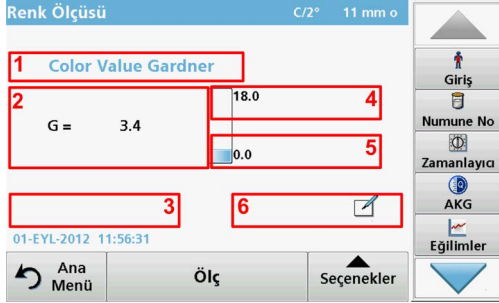 Renk Ölçüsü C/2° 11 mm o
1 Color Value Gardner
2
G = 3.4
18.0 4
0.0 5
3
6
01-EYL-2012 11:56:31
Ana Menü
Ölç
Seçenekler
Giriş
Numune No
Zamanlayıcı
AKG
Eğilimler